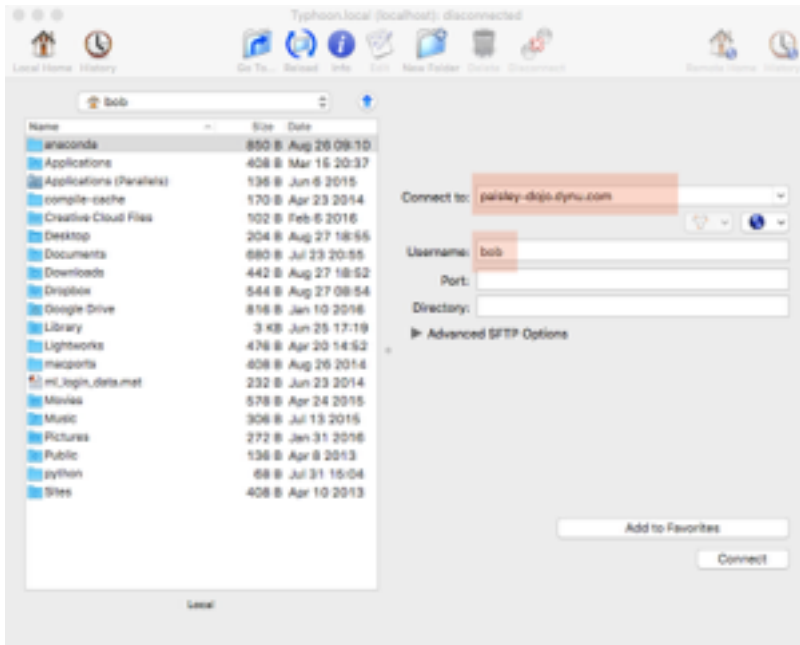 Typhoon.local (localhost): disconnected
Local Home History Go To... Reload Info Edit New Folder Delete Disconnect Remote Home History
bob
Name Size Date
anaconda 850 B Aug 26 09:10
Applications 408 B Mar 15 20:37
Applications (Parallels) 136 B Jun 6 2015
compile-cache 170 B Apr 23 2014
Creative Cloud Files 102 B Feb 6 2016
Desktop 204 B Aug 27 18:55
Documents 680 B Jul 23 20:55
Downloads 442 B Aug 27 18:52
Dropbox 544 B Aug 27 08:54
Google Drive 816 B Jan 10 2016
Library 3 KB Jun 25 17:19
Lightworks 476 B Apr 20 14:52
macports 408 B Aug 26 2014
ml_login_data.mat 232 B Jun 23 2014
Movies 578 B Apr 24 2015
Music 306 B Jul 13 2015
Pictures 272 B Jan 31 2016
Public 136 B Apr 8 2013
python 68 B Jul 31 15:04
Sites 408 B Apr 10 2013
Local
Connect to: paisley-dojo.dynu.com
Username: bob
Port:
Directory:
Advanced SFTP Options
Add to Favorites
Connect